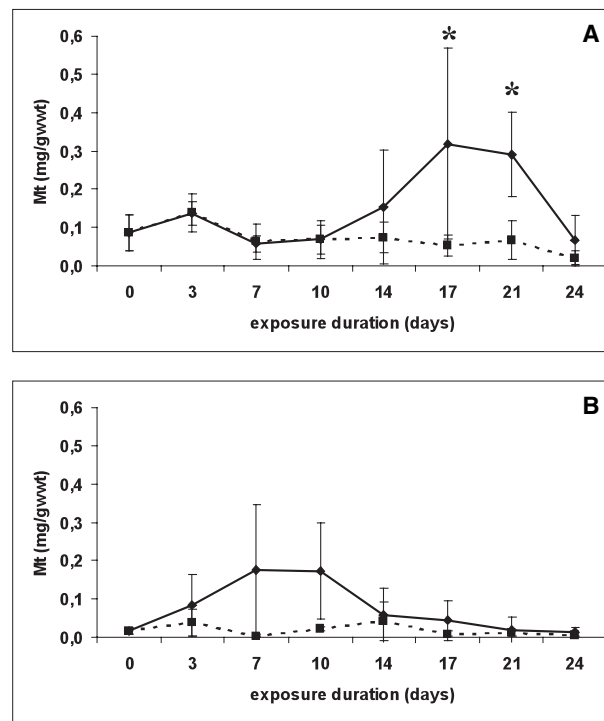 A
0,6
0,5
0,4
0,3
0,2
0,1
0,0
Mt (mg/gwwt)
* *
0 3 7 10 14 17 21 24
exposure duration (days)
B
0,6
0,5
0,4
0,3
0,2
0,1
0,0
Mt (mg/gwwt)
0 3 7 10 14 17 21 24
exposure duration (days)